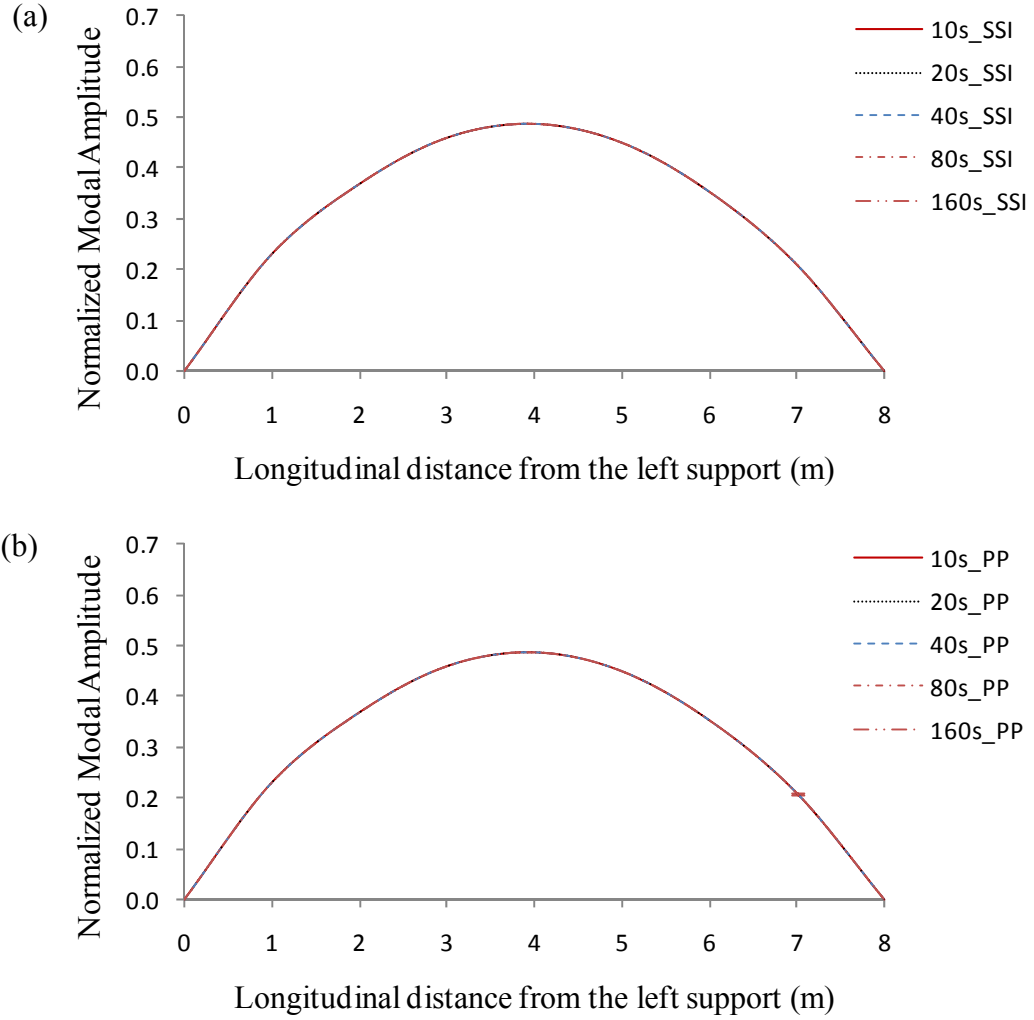 (a)
Normalized Modal Amplitude
0.7
0.6
0.5
0.4
0.3
0.2
0.1
0.0
0 1 2 3 4 5 6 7 8
Longitudinal distance from the left support (m)
10s_SSI
20s_SSI
40s_SSI
80s_SSI
160s_SSI
(b)
Normalized Modal Amplitude
0.7
0.6
0.5
0.4
0.3
0.2
0.1
0.0
0 1 2 3 4 5 6 7 8
Longitudinal distance from the left support (m)
10s_PP
20s_PP
40s_PP
80s_PP
160s_PP